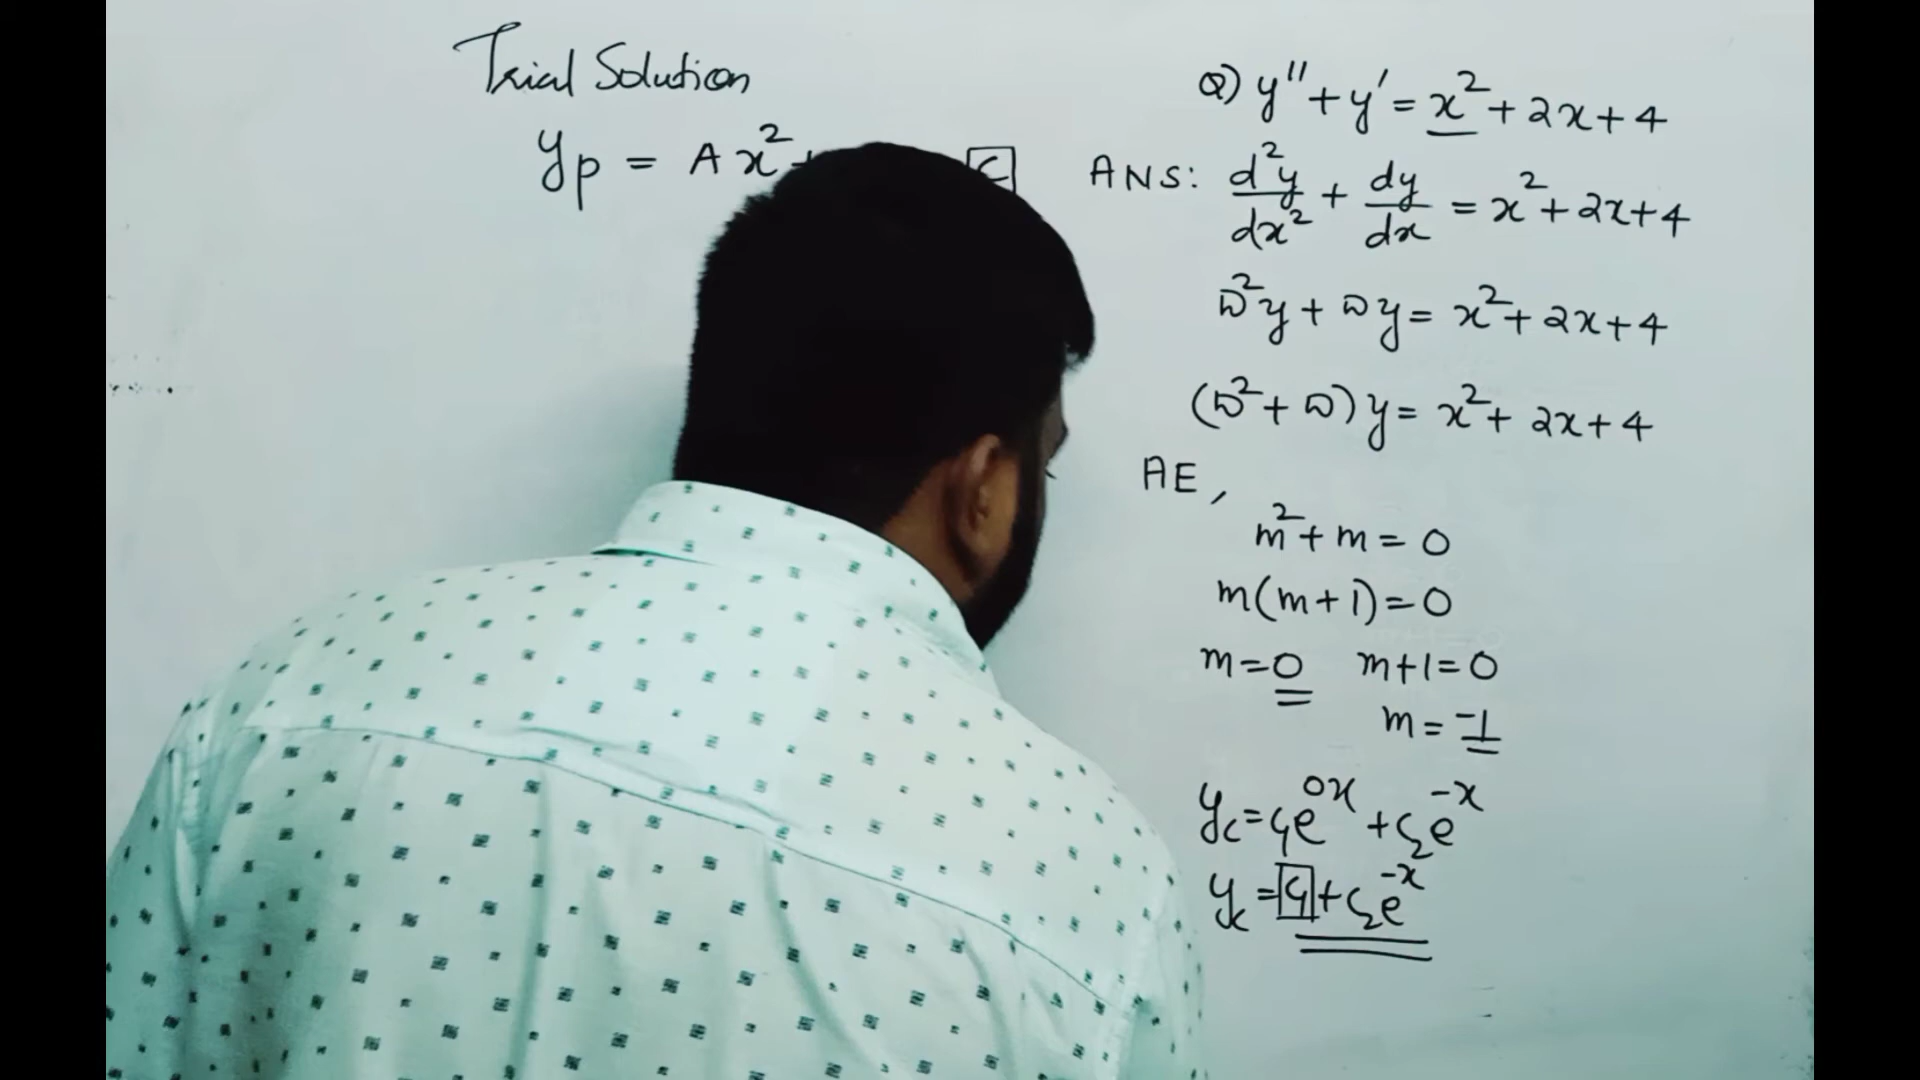 Trial Solution
yp = Ax²+ C
Q) y'' + y' = x² + 2x + 4
ANS: d²y/dx² + dy/dx = x² + 2x + 4
D²y + Dy = x² + 2x + 4
(D² + D) y = x² + 2x + 4
AE,
m² + m = 0
m(m+1) = 0
m = 0 m+1 = 0
m = -1
yc = c₁e^0x + c₂e^-x
yc = c₁ + c₂e^-x